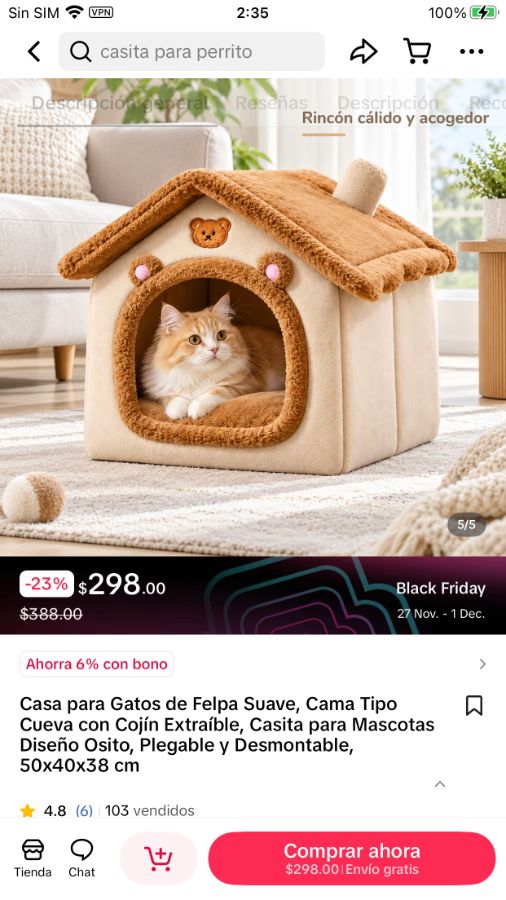 Sin SIM VPN 2:35 100%
casita para perrito
Descripción general Reseñas Descripción Reco
Rincón cálido y acogedor
5/5
-23% $298.00 Black Friday
$388.00 27 Nov. - 1 Dec.
Ahorra 6% con bono
Casa para Gatos de Felpa Suave, Cama Tipo
Cueva con Cojín Extraíble, Casita para Mascotas
Diseño Osito, Plegable y Desmontable,
50x40x38 cm
4.8 (6) 103 vendidos
Tienda Chat Comprar ahora
$298.00 | Envío gratis